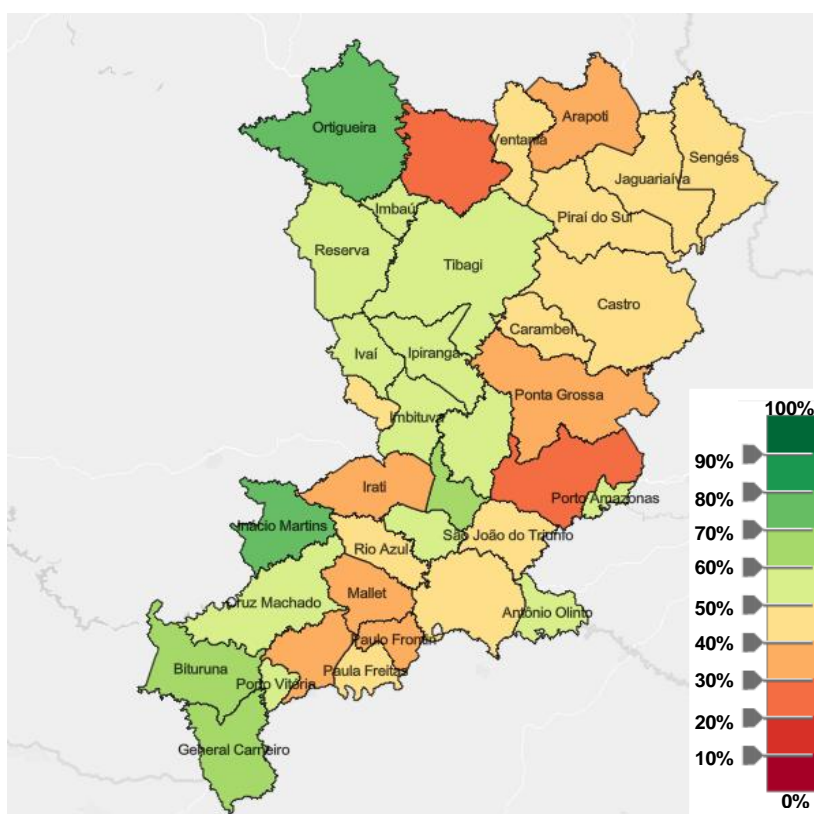 Ortigueira
Ventania
Arapoti
Sengés
Jaguariaíva
Imbaú
Piraí do Sul
Reserva
Tibagi
Castro
Carambeí
Ivaí
Ipiranga
Ponta Grossa
Imbituva
Irati
Porto Amazonas
Inácio Martins
São João do Triunfo
Rio Azul
Mallet
Cruz Machado
Antônio Olinto
Paulo Frontin
Bituruna
Paula Freitas
Porto Vitória
General Carneiro
100%
90%
80%
70%
60%
50%
40%
30%
20%
10%
0%